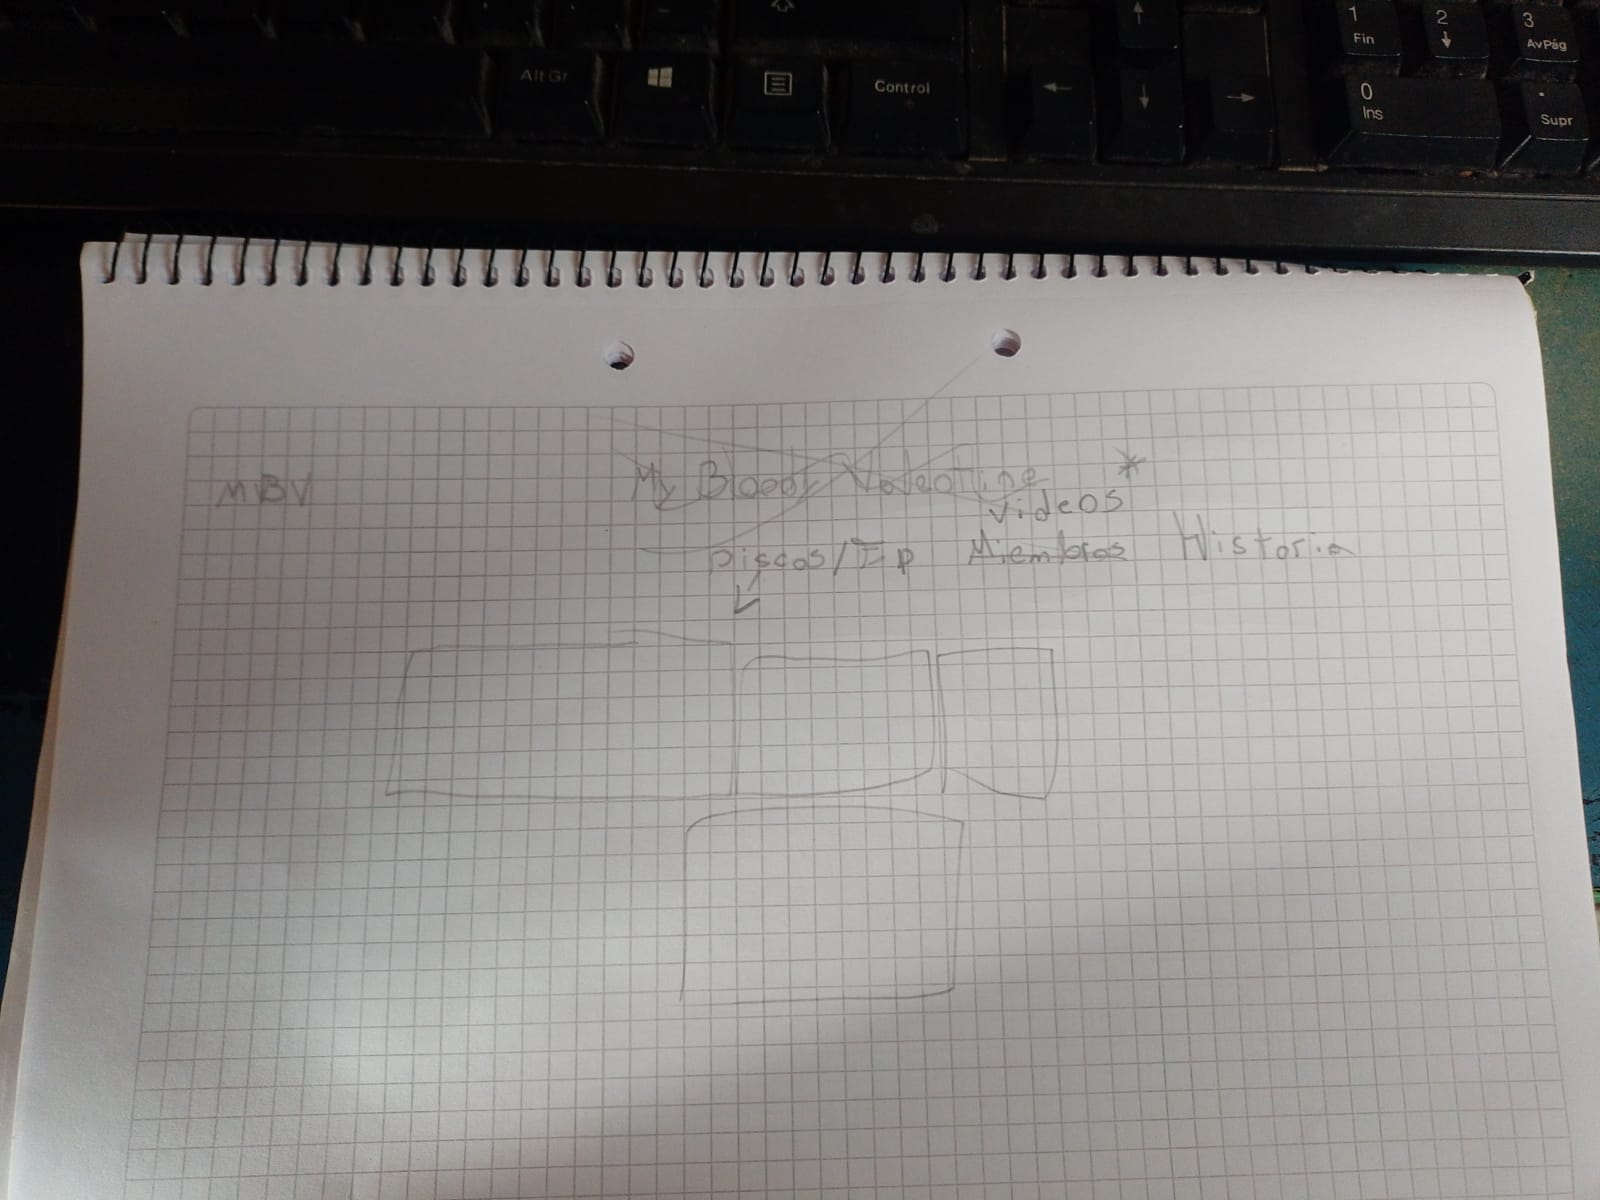 Alt Gr
Control
1
Fin
2
3
AvPág
0
Ins
.
Supr
MBV
My Bloody Valentine
*
Videos
Discos/EP Miembros Historia